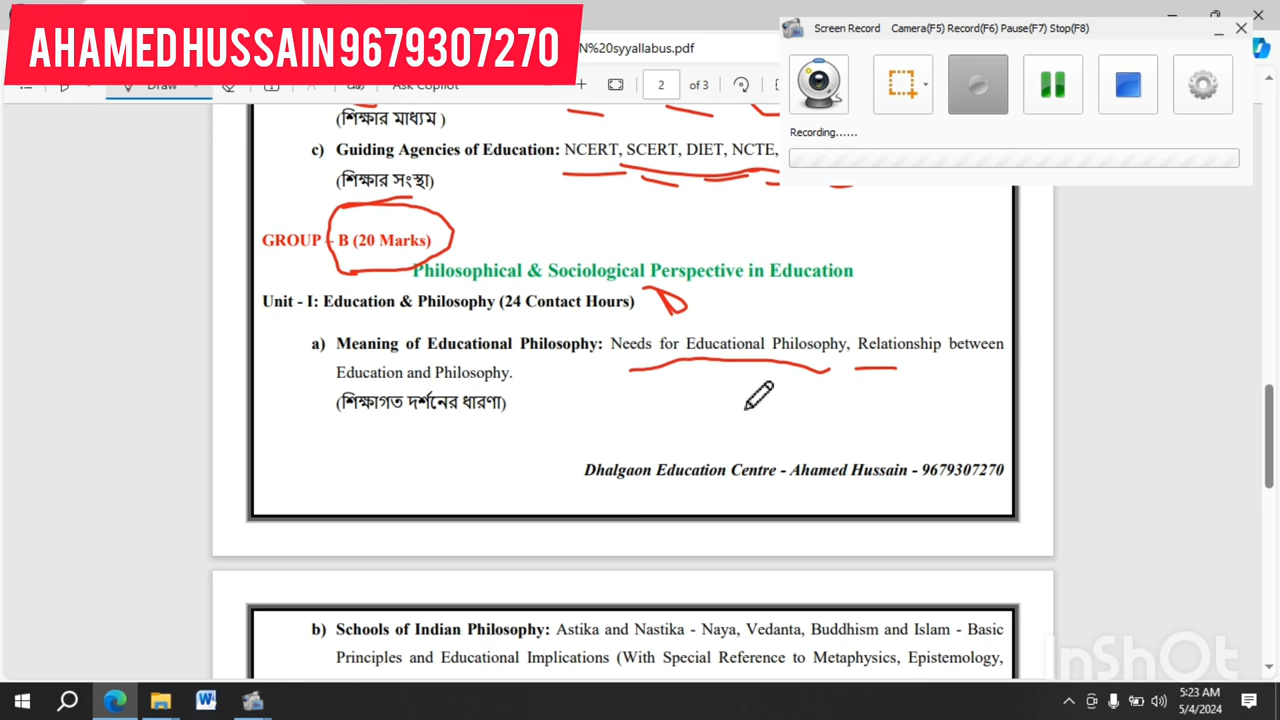 AHAMED HUSSAIN 9679307270
N%20syyallabus.pdf
Screen Record Camera(F5) Record(F6) Pause(F7) Stop(F8)
Draw
Ask Copilot
2 of 3
Recording......
(শিক্ষার মাধ্যম )
c) Guiding Agencies of Education: NCERT, SCERT, DIET, NCTE,
(শিক্ষার সংস্থা)
GROUP – B (20 Marks)
Philosophical & Sociological Perspective in Education
Unit - I: Education & Philosophy (24 Contact Hours)
a) Meaning of Educational Philosophy: Needs for Educational Philosophy, Relationship between
Education and Philosophy.
(শিক্ষাগত দর্শনের ধারণা)
Dhalgaon Education Centre - Ahamed Hussain - 9679307270
b) Schools of Indian Philosophy: Astika and Nastika - Naya, Vedanta, Buddhism and Islam - Basic
Principles and Educational Implications (With Special Reference to Metaphysics, Epistemology,
InShOt
5:23 AM
5/4/2024